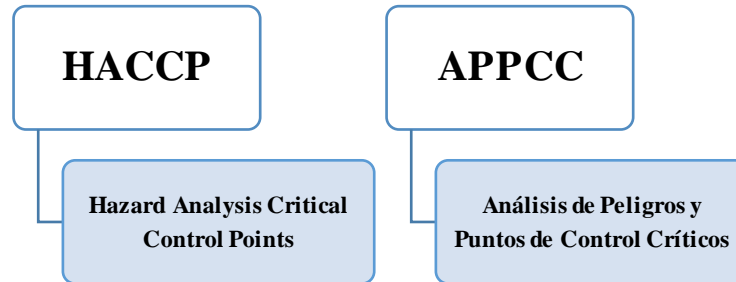 HACCP
Hazard Analysis Critical
Control Points
APPCC
Análisis de Peligros y
Puntos de Control Críticos